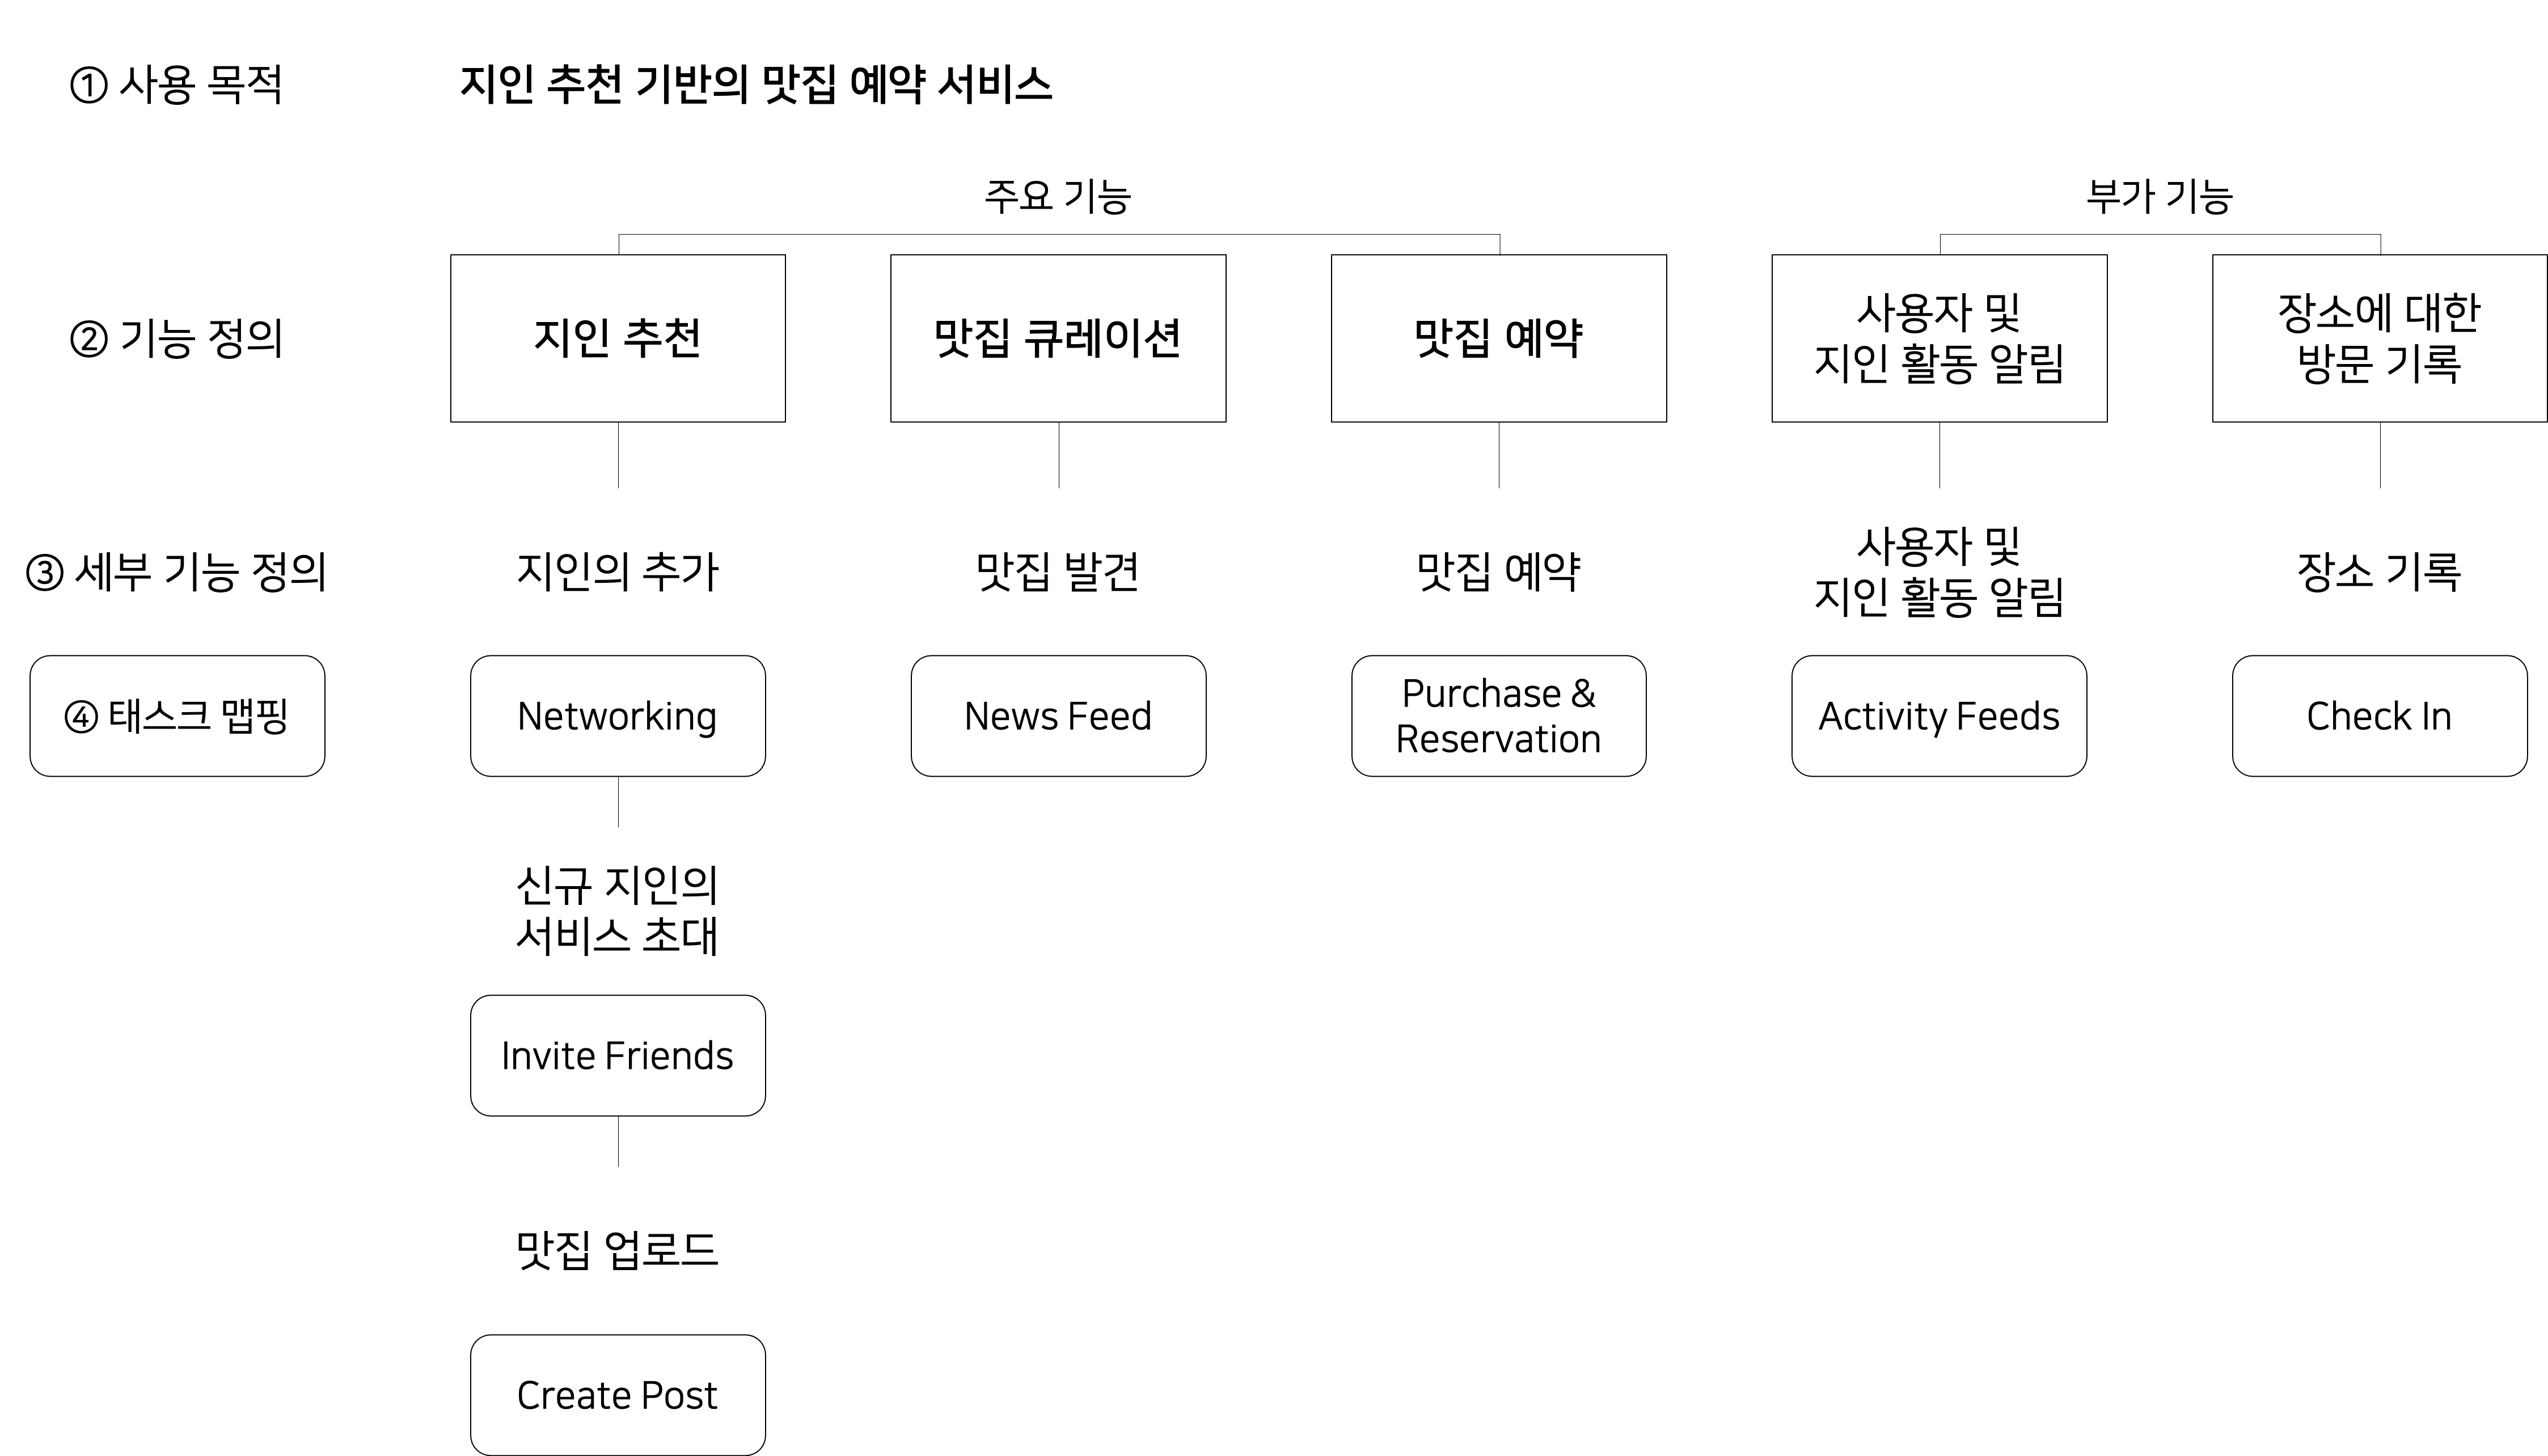 ① 사용 목적
지인 추천 기반의 맛집 예약 서비스
주요 기능
부가 기능
② 기능 정의
지인 추천
맛집 큐레이션
맛집 예약
사용자 및
지인 활동 알림
장소에 대한
방문 기록
③ 세부 기능 정의
지인의 추가
맛집 발견
맛집 예약
사용자 및
지인 활동 알림
장소 기록
④ 태스크 맵핑
Networking
News Feed
Purchase &
Reservation
Activity Feeds
Check In
신규 지인의
서비스 초대
Invite Friends
맛집 업로드
Create Post